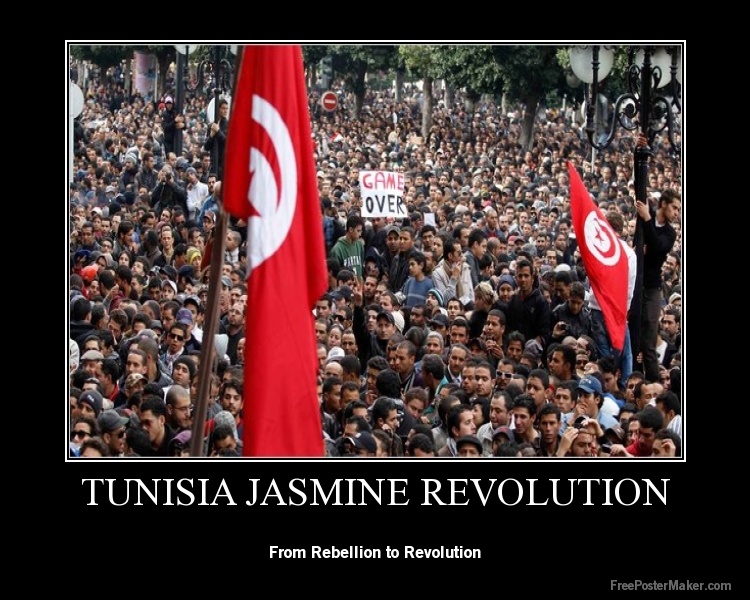 GAME
OVER
TUNISIA JASMINE REVOLUTION
From Rebellion to Revolution
FreePosterMaker.com